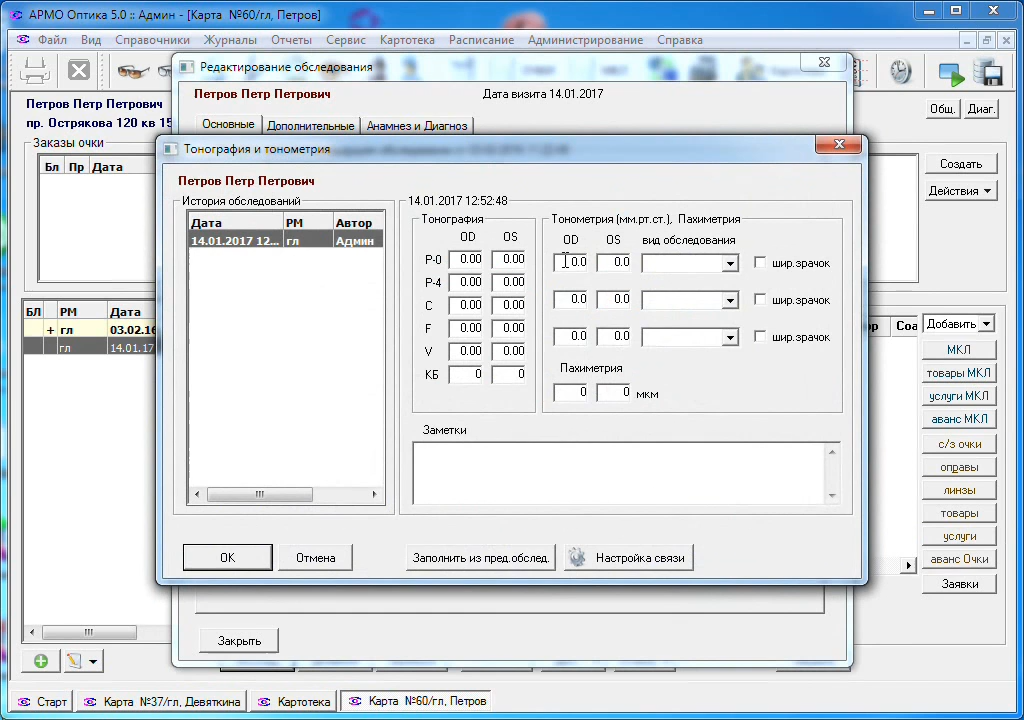 АРМО Оптика 5.0 :: Админ - [Карта №60/гл, Петров]
Файл Вид Справочники Журналы Отчеты Сервис Картотека Расписание Администрирование Справка
Редактирование обследования
Петров Петр Петрович
пр. Острякова 120 кв 15
Общ. Диаг.
Петров Петр Петрович Дата визита 14.01.2017
Основные Дополнительные Анамнез и Диагноз
Заказы очки
Бл Пр Дата
Создать
Действия
Тонография и тонометрия
Петров Петр Петрович
История обследований
Дата РМ Автор
14.01.2017 12... гл Админ
14.01.2017 12:52:48
Тонография
OD OS
P-0 0.00 0.00
P-4 0.00 0.00
C 0.00 0.00
F 0.00 0.00
V 0.00 0.00
КБ 0 0
Тонометрия (мм.рт.ст.), Пахиметрия
OD OS вид обследования
0.0 0.0 шир.зрачок
0.0 0.0 шир.зрачок
0.0 0.0 шир.зрачок
Пахиметрия
0 0 мкм
Заметки
OK Отмена Заполнить из пред.обслед. Настройка связи
БЛ РМ Дата
+ гл 03.02.16
гл 14.01.17
ор Соа
Добавить
МКЛ
товары МКЛ
услуги МКЛ
аванс МКЛ
с/з очки
оправы
линзы
товары
услуги
аванс Очки
Заявки
Закрыть
Старт Карта №37/гл, Девяткина Картотека Карта №60/гл, Петров